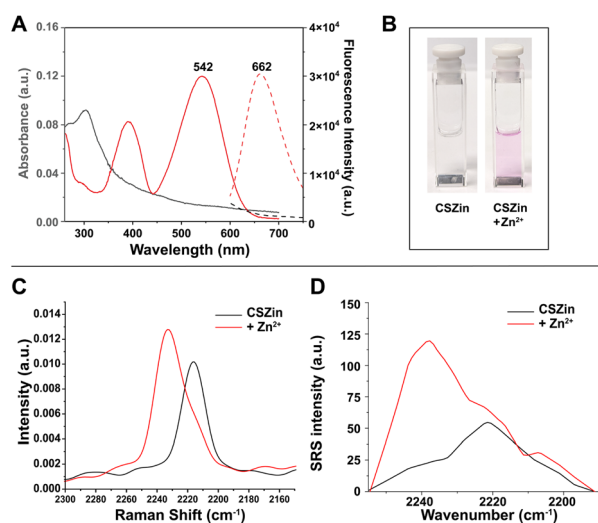 A
B
0.16
0.12
0.08
0.04
0.00
Absorbance (a.u.)
542
662
4×10⁴
3×10⁴
2×10⁴
1×10⁴
0
Fluorescence Intensity (a.u.)
300 400 500 600 700
Wavelength (nm)
CSZin
CSZin
+Zn²⁺
C
D
0.014
0.012
0.010
0.008
0.006
0.004
0.002
0.000
Intensity (a.u.)
CSZin
+ Zn²⁺
2300 2280 2260 2240 2220 2200 2180 2160
Raman Shift (cm⁻¹)
150
125
100
75
50
25
0
SRS intensity (a.u.)
CSZin
+ Zn²⁺
2240 2220 2200
Wavenumber (cm⁻¹)